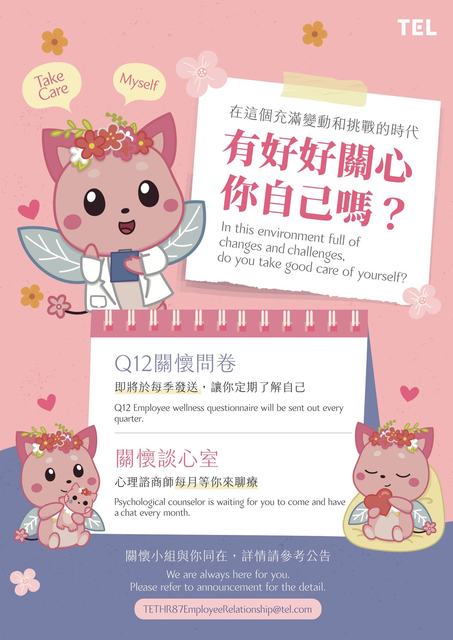 TEL
Take
Care
Myself
在這個充滿變動和挑戰的時代
有好好關心
你自己嗎？
In this environment full of
changes and challenges,
do you take good care of yourself?
Q12關懷問卷
即將於每季發送，讓你定期了解自己
Q12 Employee wellness questionnaire will be sent out every
quarter.
關懷談心室
心理諮商師每月等你來聊療
Psychological counselor is waiting for you to come and have
a chat every month.
關懷小組與你同在，詳情請參考公告
We are always here for you.
Please refer to announcement for the detail.
TETHR87EmployeeRelationship@tel.com